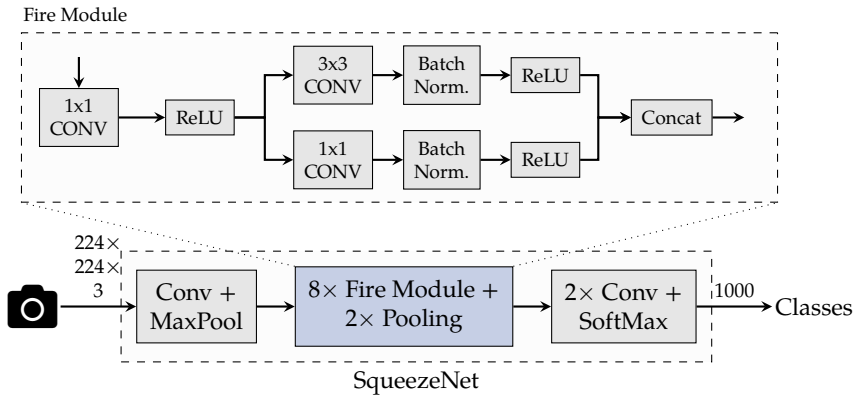 Fire Module
1x1
CONV
ReLU
3x3
CONV
Batch
Norm.
ReLU
1x1
CONV
Batch
Norm.
ReLU
Concat
224×
224×
3
Conv +
MaxPool
8× Fire Module +
2× Pooling
2× Conv +
SoftMax
1000
Classes
SqueezeNet